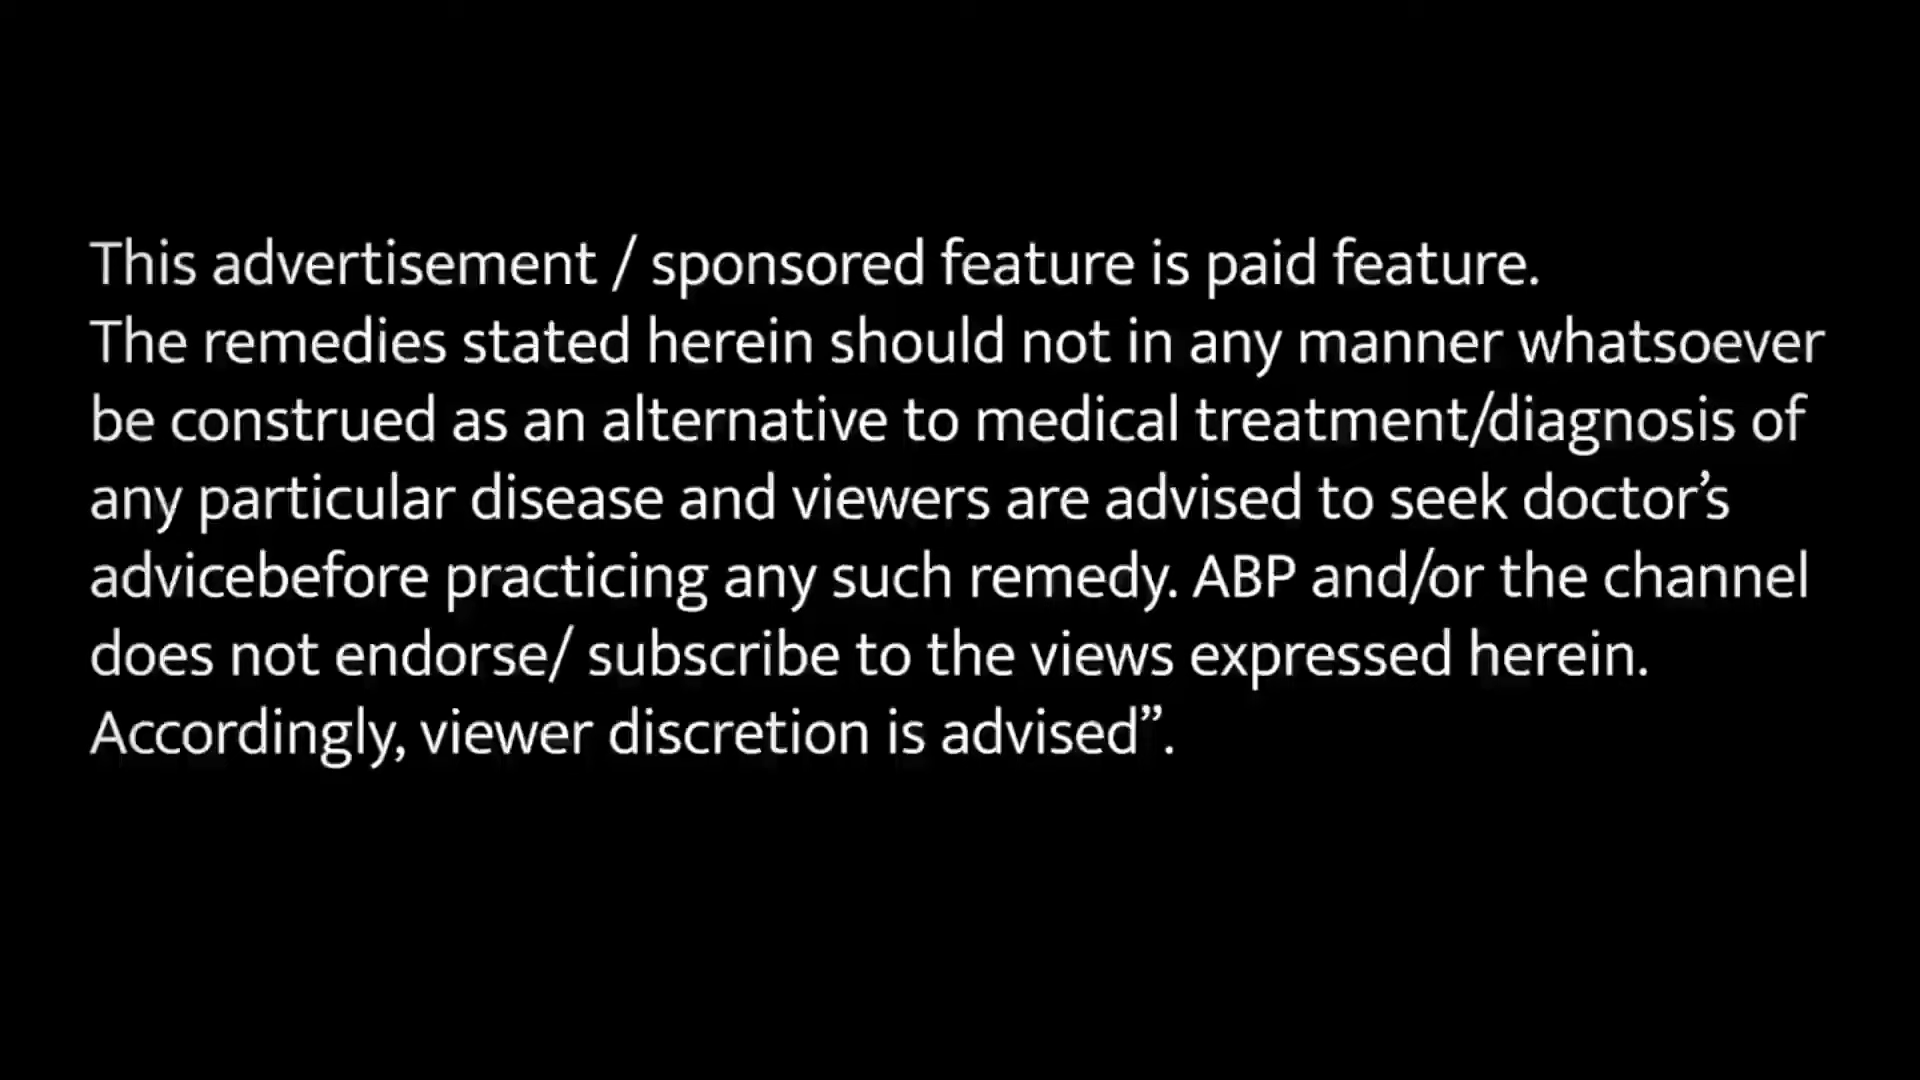 This advertisement / sponsored feature is paid feature.
The remedies stated herein should not in any manner whatsoever
be construed as an alternative to medical treatment/diagnosis of
any particular disease and viewers are advised to seek doctor’s
advicebefore practicing any such remedy. ABP and/or the channel
does not endorse/ subscribe to the views expressed herein.
Accordingly, viewer discretion is advised”.